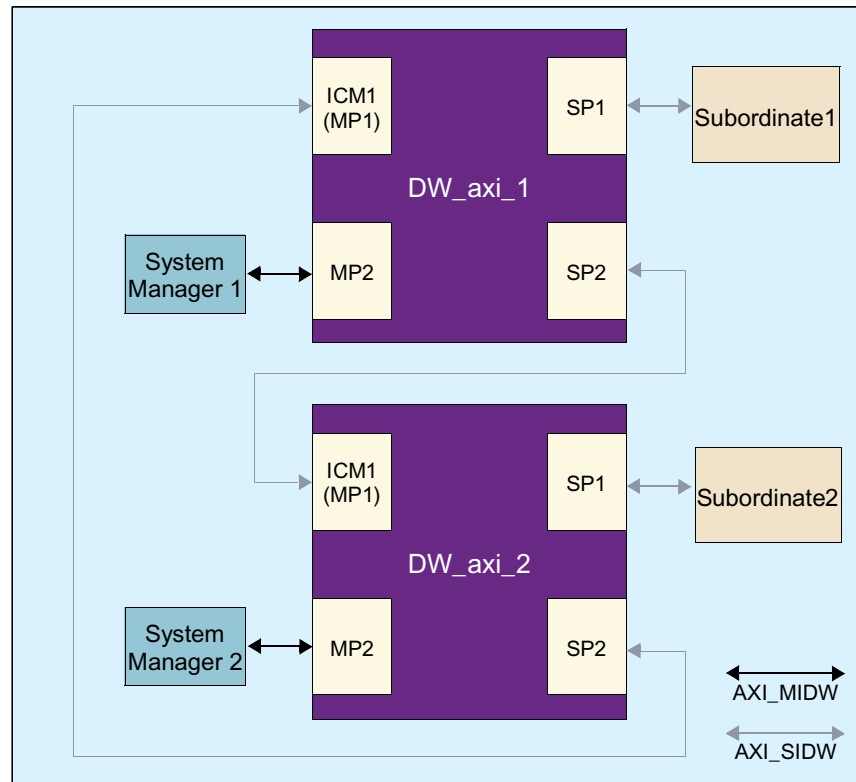 ICM1
(MP1)
SP1
Subordinate1
DW_axi_1
System
Manager 1
MP2
SP2
ICM1
(MP1)
SP1
Subordinate2
DW_axi_2
System
Manager 2
MP2
SP2
AXI_MIDW
AXI_SIDW